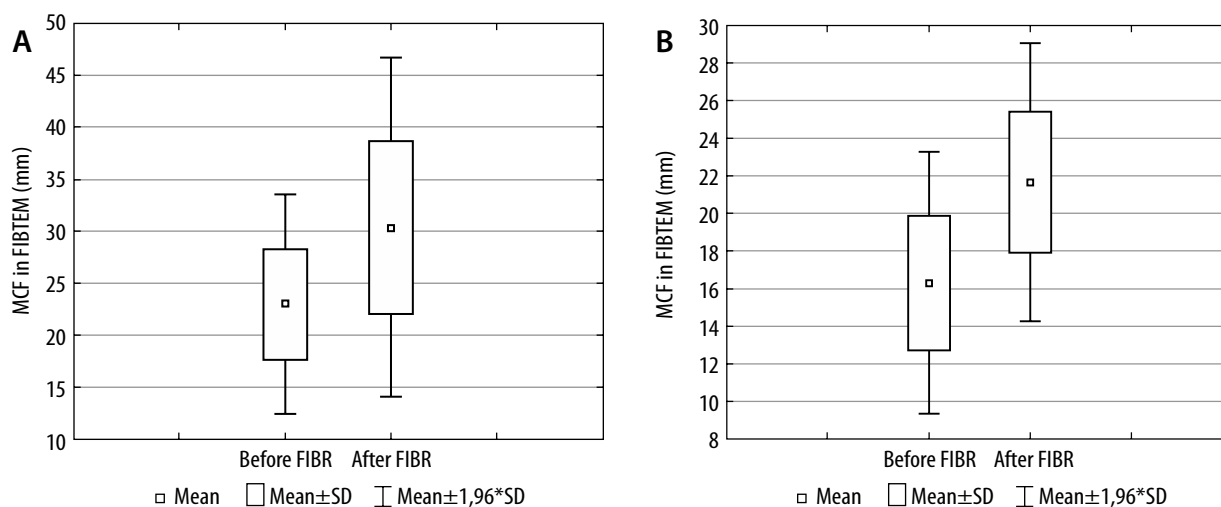 A
MCF in FIBTEM (mm)
50
45
40
35
30
25
20
15
10
Before FIBR
After FIBR
Mean
Mean±SD
Mean±1,96*SD
B
MCF in FIBTEM (mm)
30
28
26
24
22
20
18
16
14
12
10
8
Before FIBR
After FIBR
Mean
Mean±SD
Mean±1,96*SD